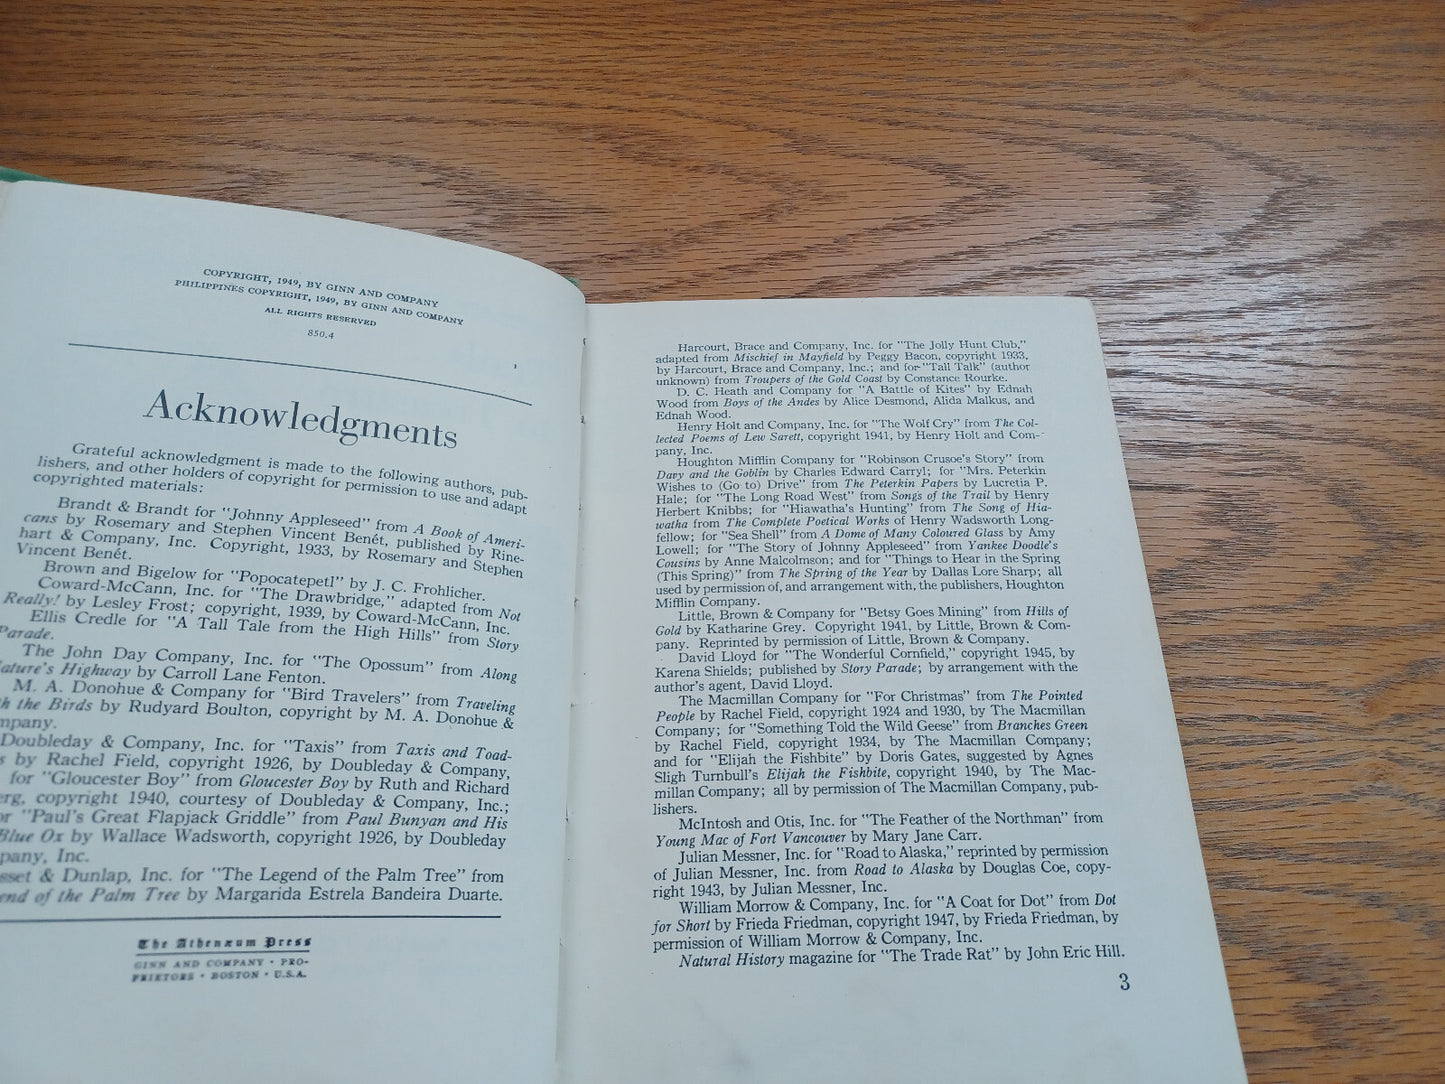 COPYRIGHT, 1949, BY GINN AND COMPANY
PHILIPPINES COPYRIGHT, 1949, BY GINN AND COMPANY
ALL RIGHTS RESERVED
850.4
Acknowledgments
Grateful acknowledgment is made to the following authors, pub-
lishers, and other holders of copyright for permission to use and adapt
copyrighted materials:
Brandt & Brandt for "Johnny Appleseed" from A Book of Ameri-
cans by Rosemary and Stephen Vincent Benét, published by Rine-
hart & Company, Inc. Copyright, 1933, by Rosemary and Stephen
Vincent Benét.
Brown and Bigelow for "Popocatepetl" by J. C. Frohlicher.
Coward-McCann, Inc. for "The Drawbridge," adapted from Not
Really! by Lesley Frost; copyright, 1939, by Coward-McCann, Inc.
Ellis Credle for "A Tall Tale from the High Hills" from Story
Parade.
The John Day Company, Inc. for "The Opossum" from Along
ature's Highway by Carroll Lane Fenton.
M. A. Donohue & Company for "Bird Travelers" from Traveling
th the Birds by Rudyard Boulton, copyright by M. A. Donohue &
mpany.
Doubleday & Company, Inc. for "Taxis" from Taxis and Toad-
s by Rachel Field, copyright 1926, by Doubleday & Company,
for "Gloucester Boy" from Gloucester Boy by Ruth and Richard
erg, copyright 1940, courtesy of Doubleday & Company, Inc.;
or "Paul's Great Flapjack Griddle" from Paul Bunyan and His
Blue Ox by Wallace Wadsworth, copyright 1926, by Doubleday
pany, Inc.
sset & Dunlap, Inc. for "The Legend of the Palm Tree" from
end of the Palm Tree by Margarida Estrela Bandeira Duarte.
The Athenæum Press
GINN AND COMPANY · PRO-
PRIETORS · BOSTON · U.S.A.
Harcourt, Brace and Company, Inc. for "The Jolly Hunt Club,"
adapted from Mischief in Mayfield by Peggy Bacon, copyright 1933,
by Harcourt, Brace and Company, Inc.; and for "Tall Talk" (author
unknown) from Troupers of the Gold Coast by Constance Rourke.
D. C. Heath and Company for "A Battle of Kites" by Ednah
Wood from Boys of the Andes by Alice Desmond, Alida Malkus, and
Ednah Wood.
Henry Holt and Company, Inc. for "The Wolf Cry" from The Col-
lected Poems of Lew Sarett, copyright 1941, by Henry Holt and Com-
pany, Inc.
Houghton Mifflin Company for "Robinson Crusoe's Story" from
Davy and the Goblin by Charles Edward Carryl; for "Mrs. Peterkin
Wishes to (Go to) Drive" from The Peterkin Papers by Lucretia P.
Hale; for "The Long Road West" from Songs of the Trail by Henry
Herbert Knibbs; for "Hiawatha's Hunting" from The Song of Hia-
watha from The Complete Poetical Works of Henry Wadsworth Long-
fellow; for "Sea Shell" from A Dome of Many Coloured Glass by Amy
Lowell; for "The Story of Johnny Appleseed" from Yankee Doodle's
Cousins by Anne Malcolmson; and for "Things to Hear in the Spring
(This Spring)" from The Spring of the Year by Dallas Lore Sharp; all
used by permission of, and arrangement with, the publishers, Houghton
Mifflin Company.
Little, Brown & Company for "Betsy Goes Mining" from Hills of
Gold by Katharine Grey. Copyright 1941, by Little, Brown & Com-
pany. Reprinted by permission of Little, Brown & Company.
David Lloyd for "The Wonderful Cornfield," copyright 1945, by
Karena Shields; published by Story Parade; by arrangement with the
author's agent, David Lloyd.
The Macmillan Company for "For Christmas" from The Pointed
People by Rachel Field, copyright 1924 and 1930, by The Macmillan
Company; for "Something Told the Wild Geese" from Branches Green
by Rachel Field, copyright 1934, by The Macmillan Company;
and for "Elijah the Fishbite" by Doris Gates, suggested by Agnes
Sligh Turnbull's Elijah the Fishbite, copyright 1940, by The Mac-
millan Company; all by permission of The Macmillan Company, pub-
lishers.
McIntosh and Otis, Inc. for "The Feather of the Northman" from
Young Mac of Fort Vancouver by Mary Jane Carr.
Julian Messner, Inc. for "Road to Alaska," reprinted by permission
of Julian Messner, Inc. from Road to Alaska by Douglas Coe, copy-
right 1943, by Julian Messner, Inc.
William Morrow & Company, Inc. for "A Coat for Dot" from Dot
for Short by Frieda Friedman, copyright 1947, by Frieda Friedman, by
permission of William Morrow & Company, Inc.
Natural History magazine for "The Trade Rat" by John Eric Hill.
3